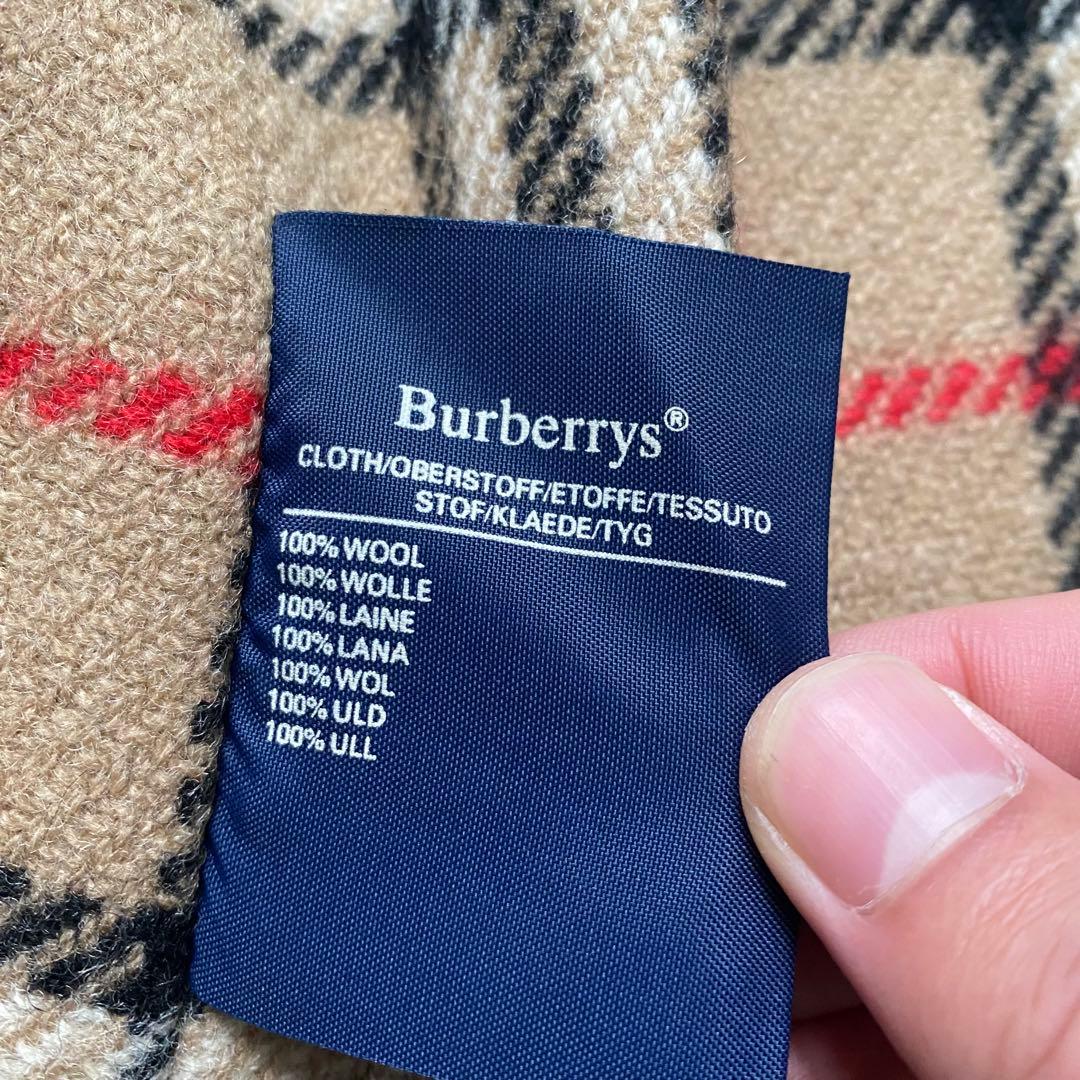 Burberrys®
CLOTH/OBERSTOFF/ETOFFE/TESSUTO
STOF/KLAEDE/TYG
100% WOOL
100% WOLLE
100% LAINE
100% LANA
100% WOL
100% ULD
100% ULL